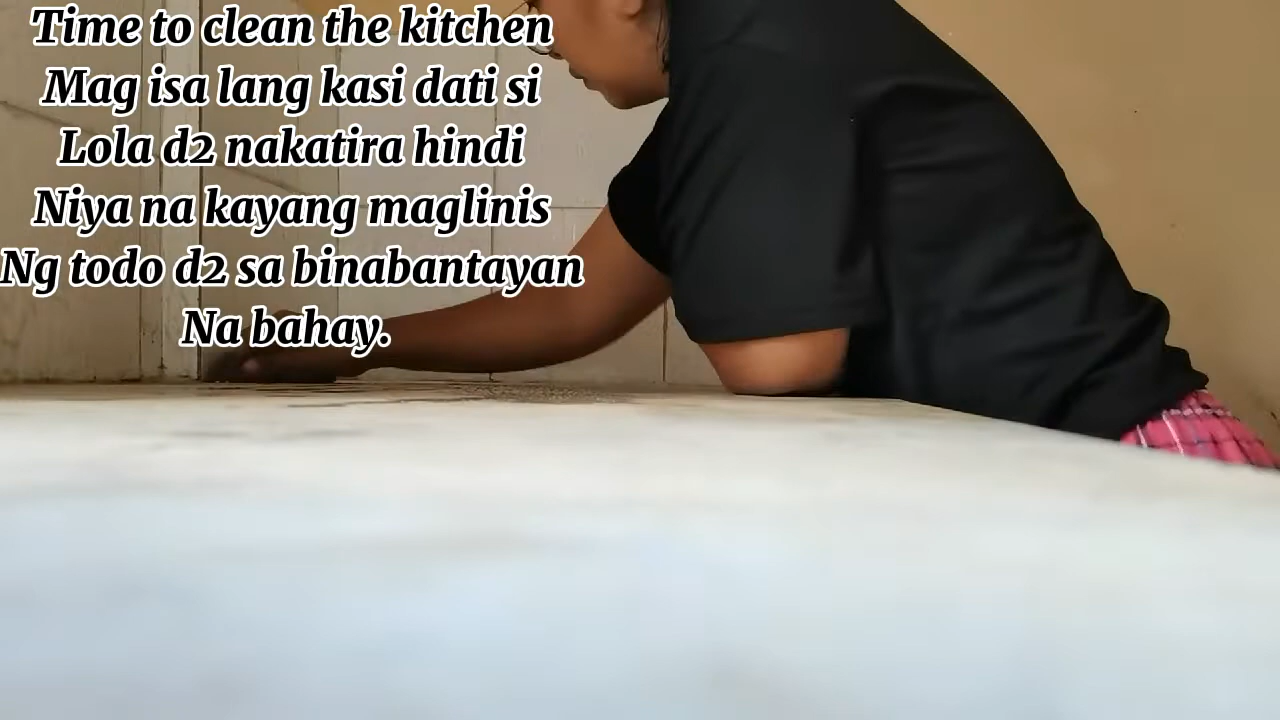 Time to clean the kitchen
Mag isa lang kasi dati si
Lola d2 nakatira hindi
Niya na kayang maglinis
Ng todo d2 sa binabantayan
Na bahay.